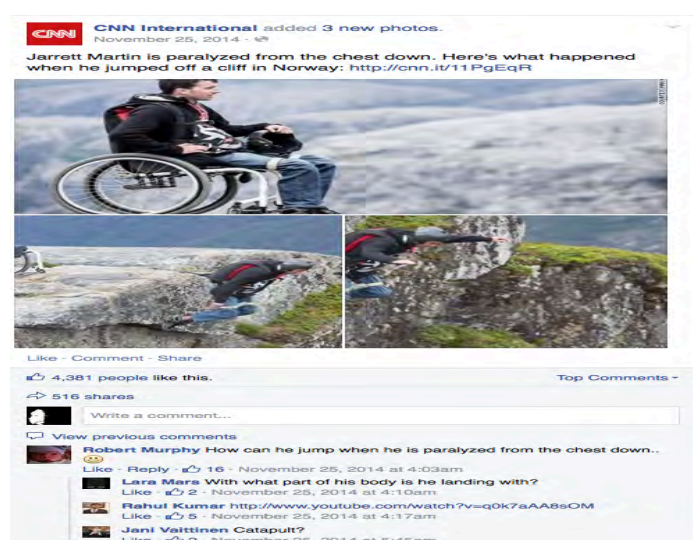 CNN
CNN International added 3 new photos.
November 25, 2014 ·
Jarrett Martin is paralyzed from the chest down. Here's what happened
when he jumped off a cliff in Norway: http://cnn.it/11PgEqR
Like · Comment · Share
4,381 people like this.
Top Comments
516 shares
Write a comment...
View previous comments
Robert Murphy How can he jump when he is paralyzed from the chest down..
Like · Reply · 16 · November 25, 2014 at 4:03am
Lara Mars With what part of his body is he landing with?
Like · 2 · November 25, 2014 at 4:10am
Rahul Kumar http://www.youtube.com/watch?v=q0k7aAA8sOM
Like · 5 · November 25, 2014 at 4:17am
Jani Vaittinen Catapult?